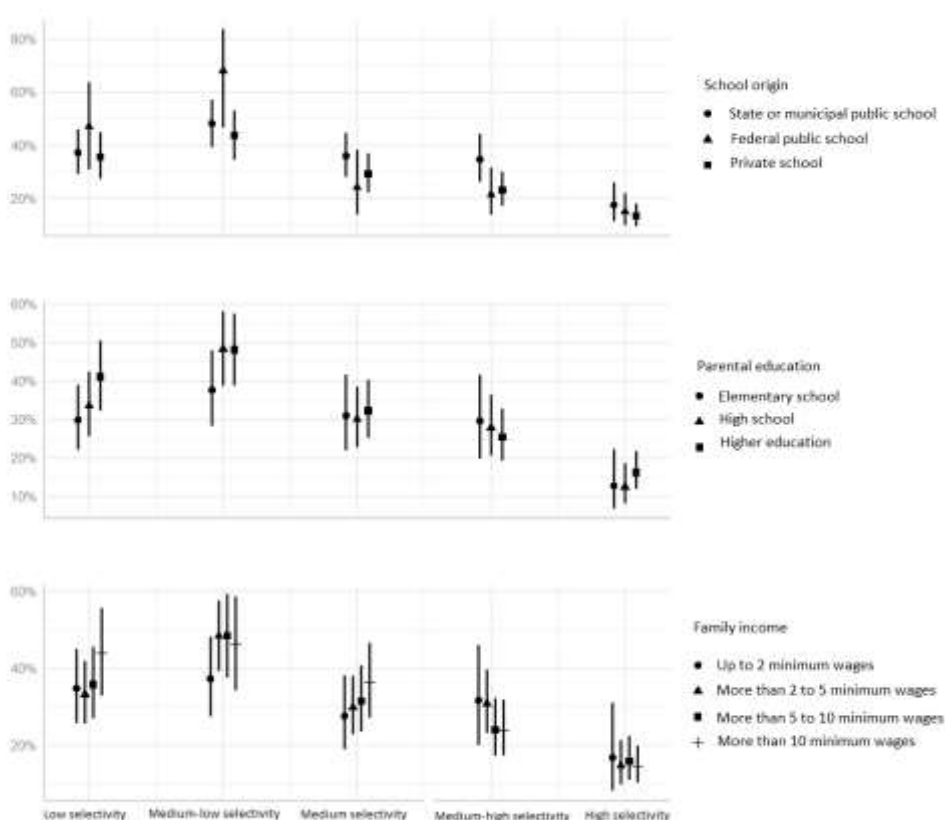 80%
60%
40%
20%
School origin
State or municipal public school
Federal public school
Private school
60%
50%
40%
30%
20%
10%
Parental education
Elementary school
High school
Higher education
60%
40%
20%
Family income
Up to 2 minimum wages
More than 2 to 5 minimum wages
More than 5 to 10 minimum wages
More than 10 minimum wages
Low selectivity Medium-low selectivity Medium selectivity Medium-high selectivity High selectivity